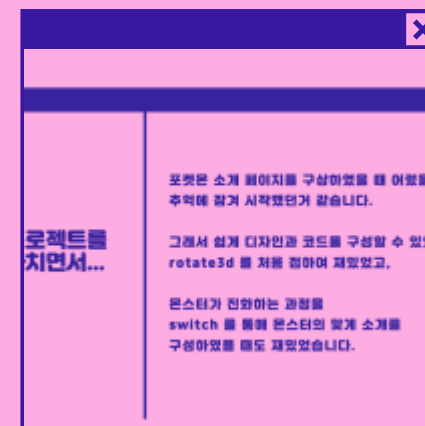 로젝트를
치면서...
포켓몬 소개 페이지를 구상하였을 때 어렸을
추억에 잠겨 시작했던거 같습니다.
그래서 쉽게 디자인과 코드를 구성할 수 있
rotate3d 를 처음 접하여 재밌었고,
몬스터가 진화하는 과정을
switch 를 통해 몬스터의 맞게 소개를
구성하였을 때도 재밌었습니다.